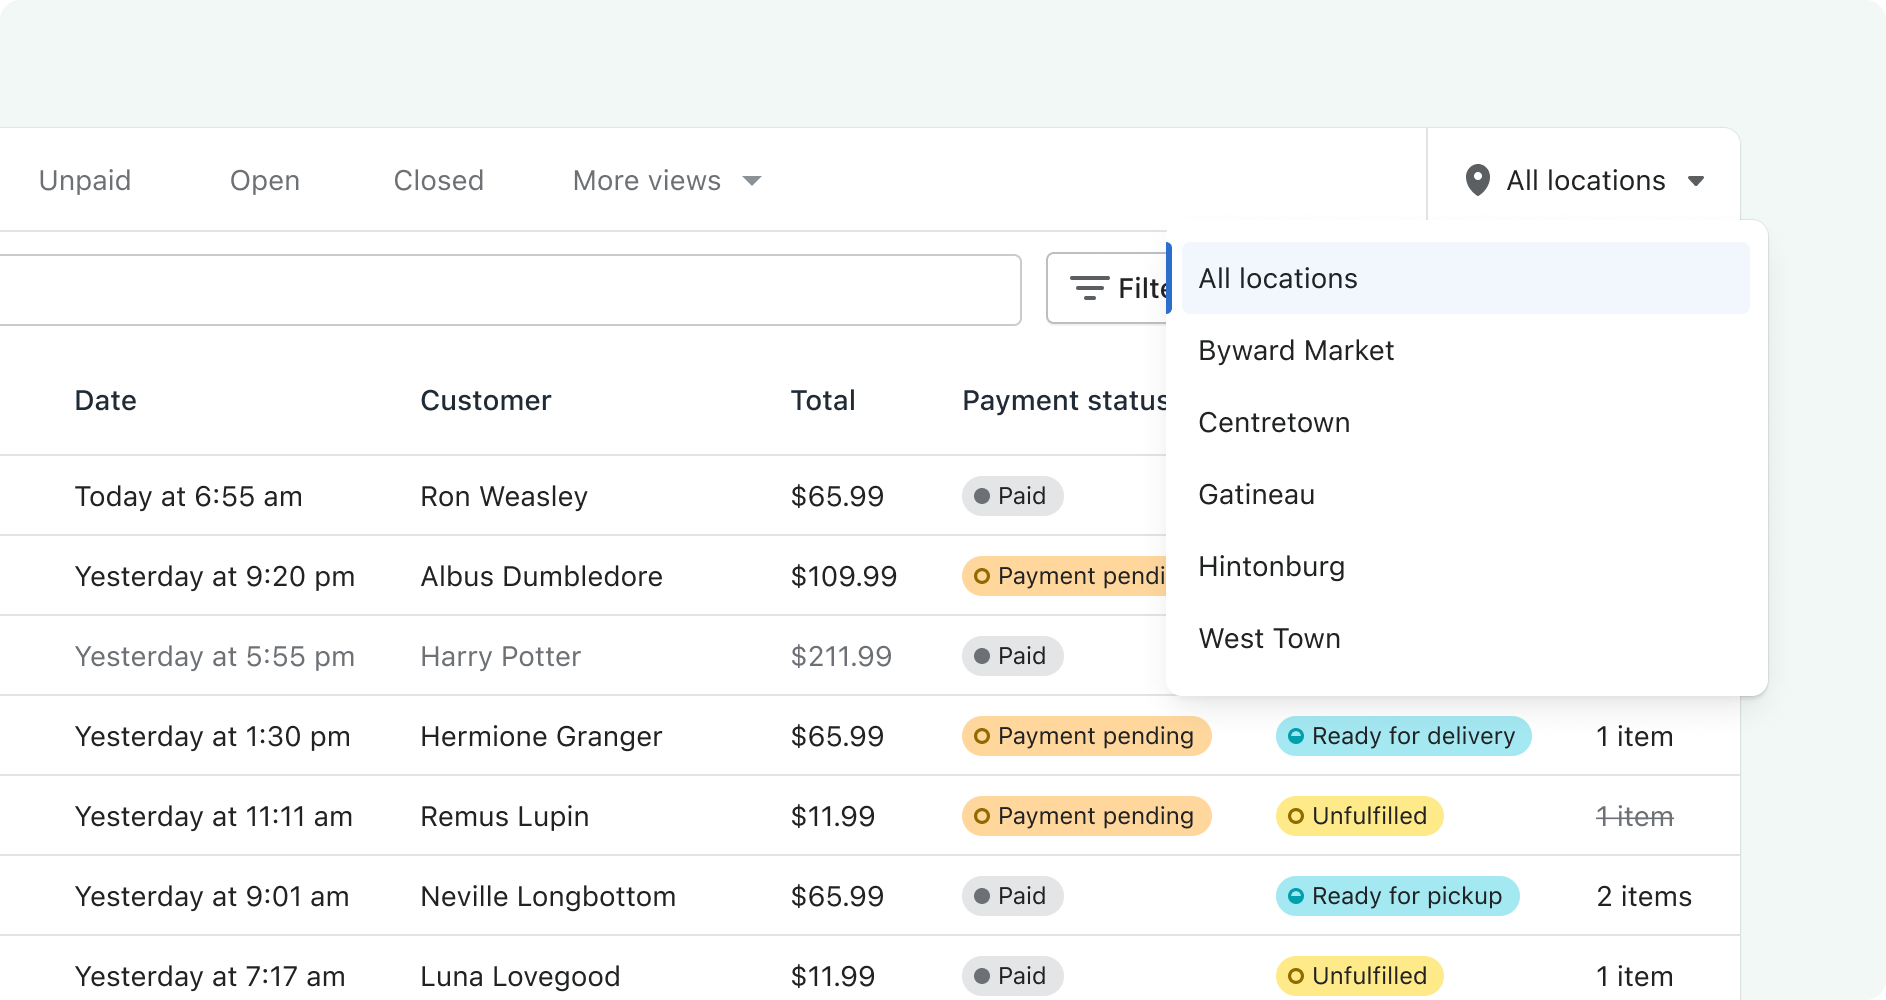 Unpaid Open Closed More views All locations
Filte
All locations
Byward Market
Centretown
Gatineau
Hintonburg
West Town
Date Customer Total Payment status
Today at 6:55 am Ron Weasley $65.99 Paid
Yesterday at 9:20 pm Albus Dumbledore $109.99 Payment pendi
Yesterday at 5:55 pm Harry Potter $211.99 Paid
Yesterday at 1:30 pm Hermione Granger $65.99 Payment pending Ready for delivery 1 item
Yesterday at 11:11 am Remus Lupin $11.99 Payment pending Unfulfilled 1 item
Yesterday at 9:01 am Neville Longbottom $65.99 Paid Ready for pickup 2 items
Yesterday at 7:17 am Luna Lovegood $11.99 Paid Unfulfilled 1 item